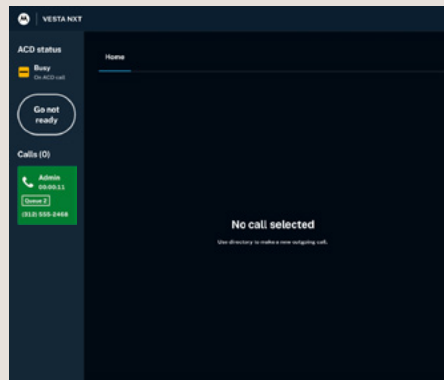 VESTA NXT
ACD status
Busy
On ACD call
Go not
ready
Calls (0)
Home
Admin
00:00:11
Queue 2
(312) 555-2468
No call selected
Use directory to make a new outgoing call.